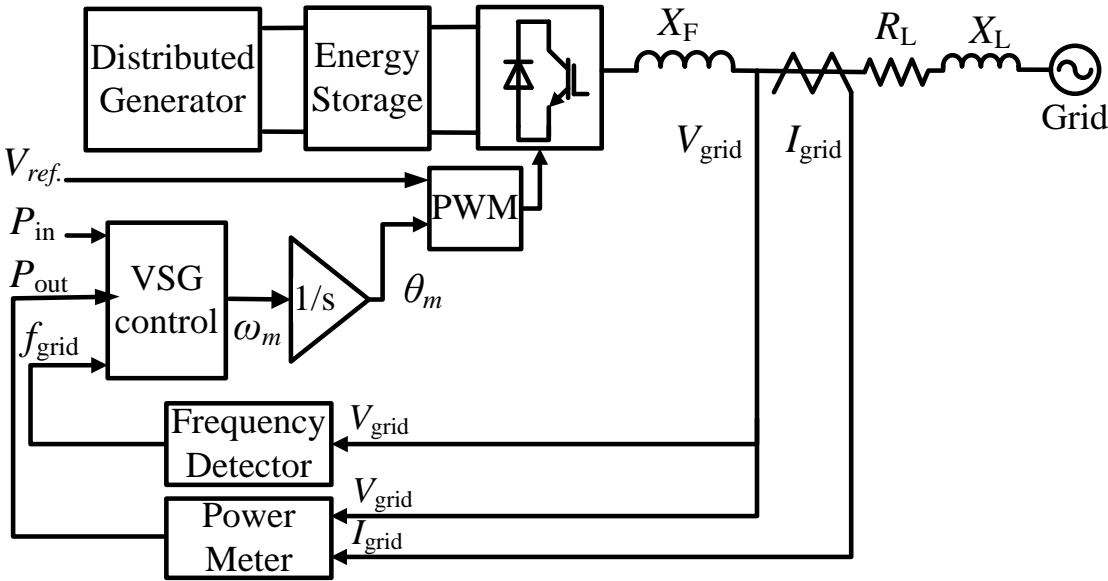 Distributed
Generator
Energy
Storage
X_F
R_L
X_L
Grid
V_grid
I_grid
V_ref.
PWM
P_in
P_out
f_grid
VSG
control
ω_m
1/s
θ_m
Frequency
Detector
V_grid
Power
Meter
V_grid
I_grid